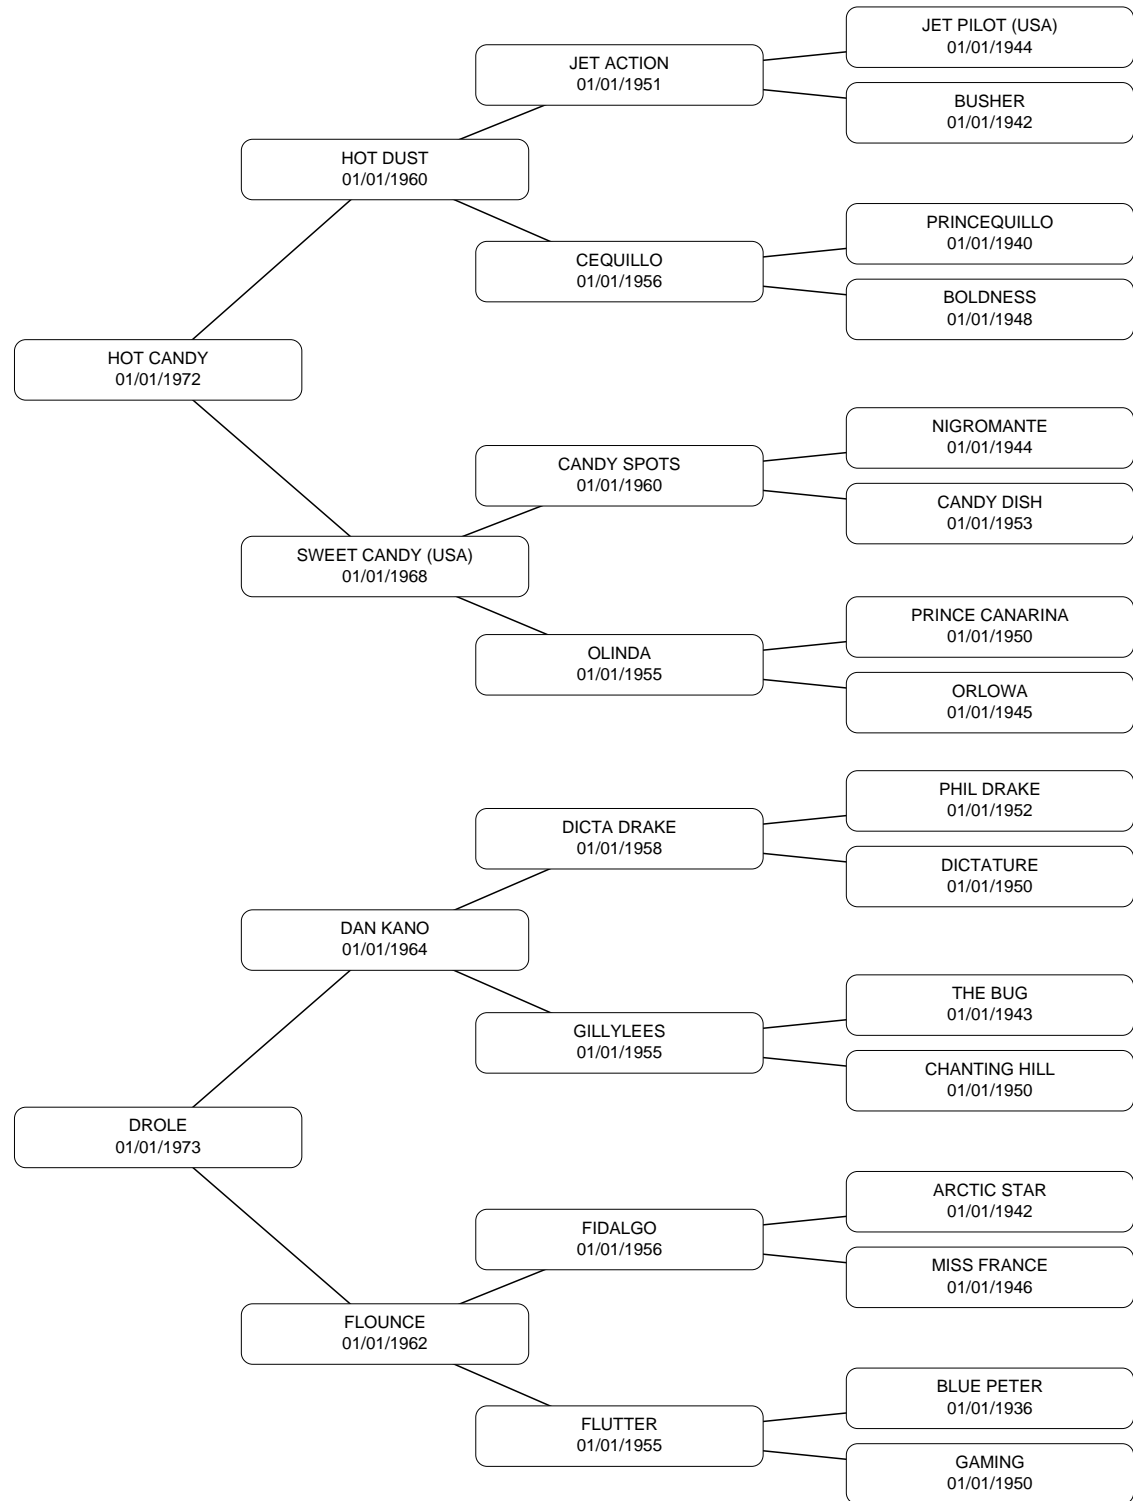 JET PILOT (USA)
01/01/1944
JET ACTION
01/01/1951
BUSHER
01/01/1942
HOT DUST
01/01/1960
PRINCEQUILLO
01/01/1940
CEQUILLO
01/01/1956
BOLDNESS
01/01/1948
HOT CANDY
01/01/1972
NIGROMANTE
01/01/1944
CANDY SPOTS
01/01/1960
CANDY DISH
01/01/1953
SWEET CANDY (USA)
01/01/1968
PRINCE CANARINA
01/01/1950
OLINDA
01/01/1955
ORLOWA
01/01/1945
PHIL DRAKE
01/01/1952
DICTA DRAKE
01/01/1958
DICTATURE
01/01/1950
DAN KANO
01/01/1964
THE BUG
01/01/1943
GILLYLEES
01/01/1955
CHANTING HILL
01/01/1950
DROLE
01/01/1973
ARCTIC STAR
01/01/1942
FIDALGO
01/01/1956
MISS FRANCE
01/01/1946
FLOUNCE
01/01/1962
BLUE PETER
01/01/1936
FLUTTER
01/01/1955
GAMING
01/01/1950